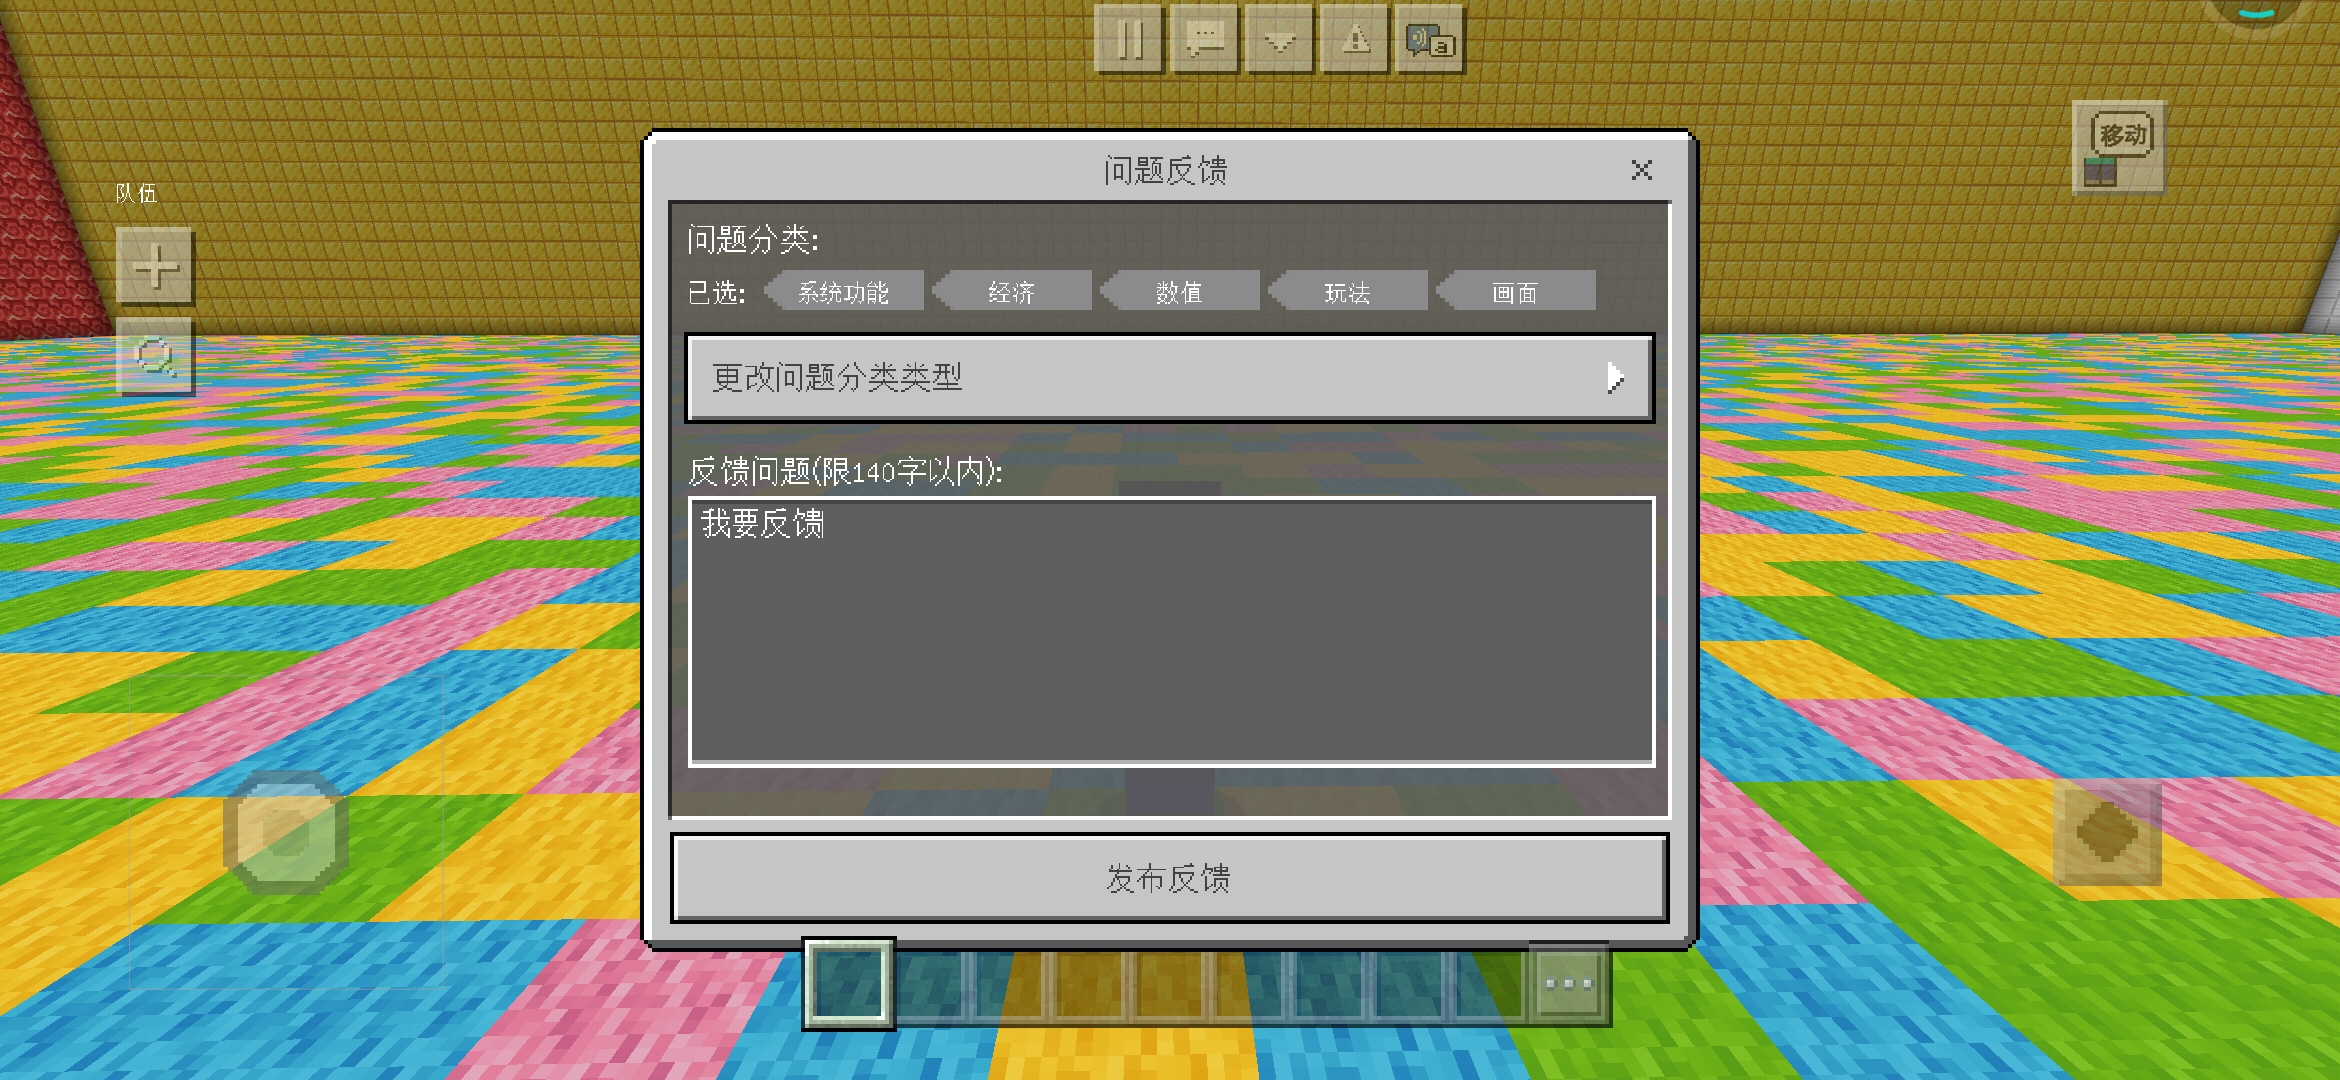 移动
队伍
问题反馈
问题分类:
已选: 系统功能 经济 数值 玩法 画面
更改问题分类类型
反馈问题(限140字以内):
我要反馈
发布反馈